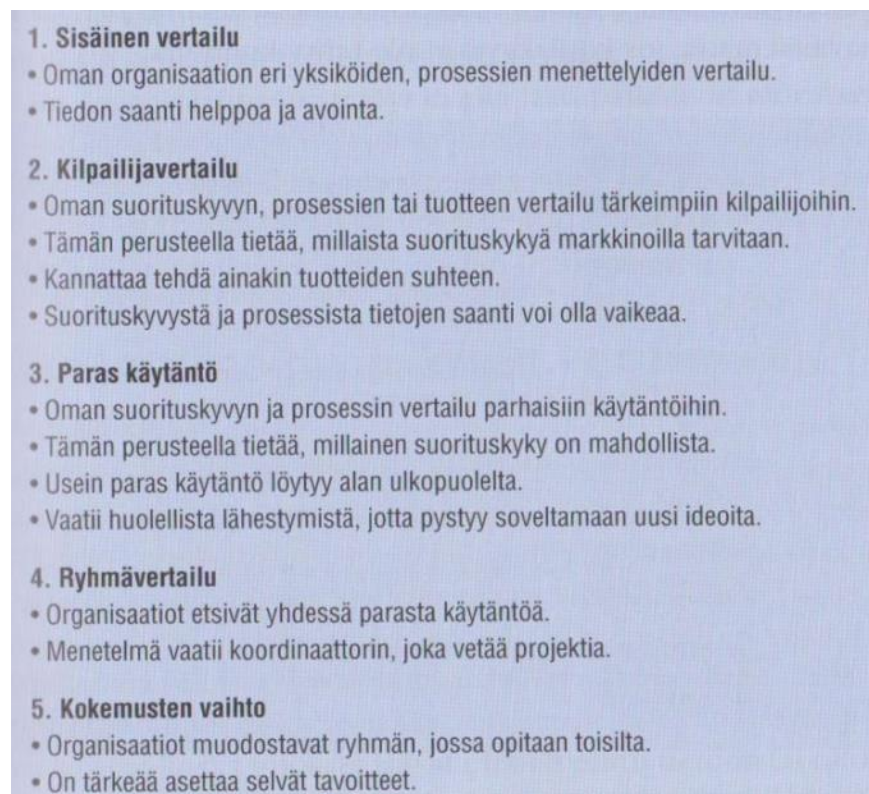 1. Sisäinen vertailu
• Oman organisaation eri yksiköiden, prosessien menettelyiden vertailu.
• Tiedon saanti helppoa ja avointa.
2. Kilpailijavertailu
• Oman suorituskyvyn, prosessien tai tuotteen vertailu tärkeimpiin kilpailijoihin.
• Tämän perusteella tietää, millaista suorituskykyä markkinoilla tarvitaan.
• Kannattaa tehdä ainakin tuotteiden suhteen.
• Suorituskyvystä ja prosessista tietojen saanti voi olla vaikeaa.
3. Paras käytäntö
• Oman suorituskyvyn ja prosessin vertailu parhaisiin käytäntöihin.
• Tämän perusteella tietää, millainen suorituskyky on mahdollista.
• Usein paras käytäntö löytyy alan ulkopuolelta.
• Vaatii huolellista lähestymistä, jotta pystyy soveltamaan uusi ideoita.
4. Ryhmävertailu
• Organisaatiot etsivät yhdessä parasta käytäntöä.
• Menetelmä vaatii koordinaattorin, joka vetää projektia.
5. Kokemusten vaihto
• Organisaatiot muodostavat ryhmän, jossa opitaan toisilta.
• On tärkeää asettaa selvät tavoitteet.